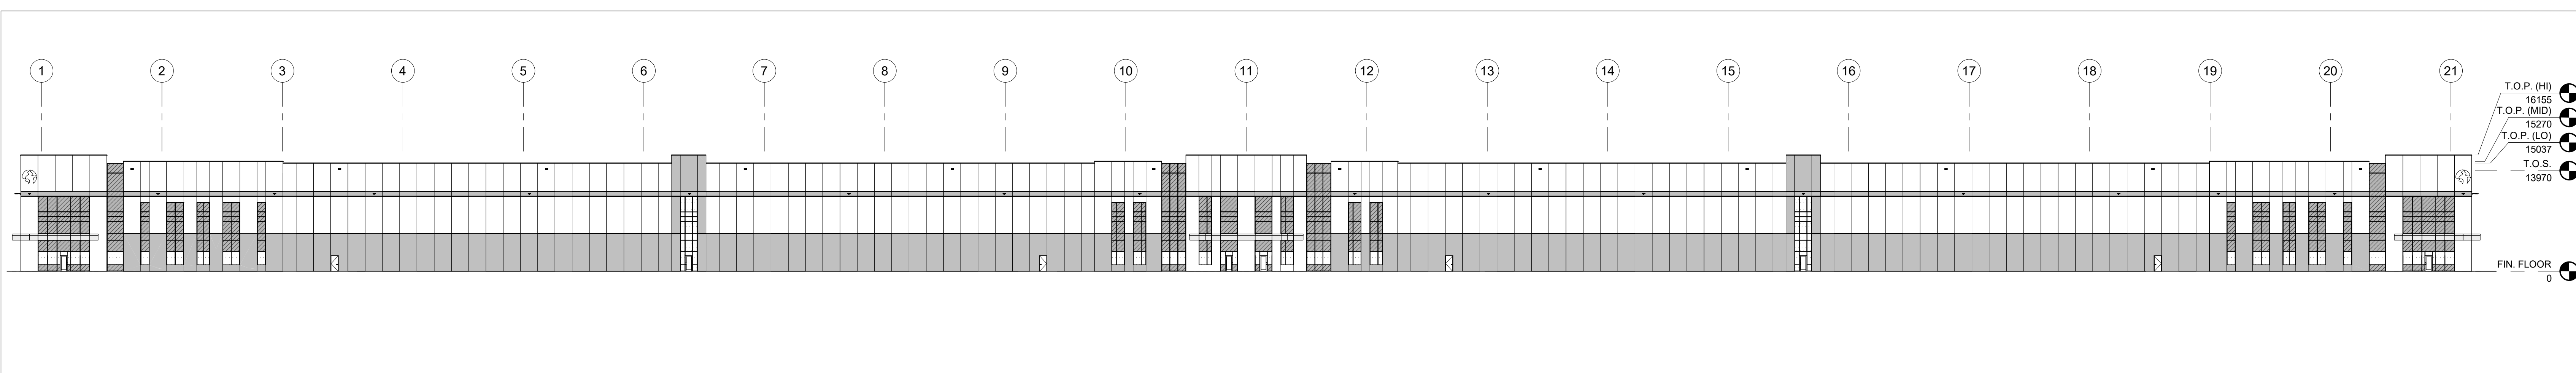 1 2 3 4 5 6 7 8 9 10 11 12 13 14 15 16 17 18 19 20 21
T.O.P. (HI)
16155
T.O.P. (MID)
15270
T.O.P. (LO)
15037
T.O.S.
13970
FIN. FLOOR
0